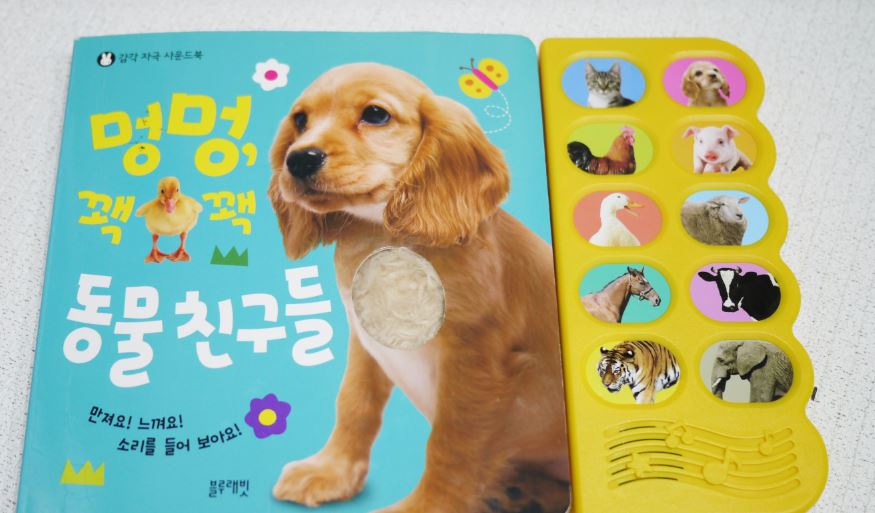 감각 자극 사운드북
멍멍,
꽥 꽥
동물 친구들
만져요! 느껴요!
소리를 들어 보아요!
블루래빗